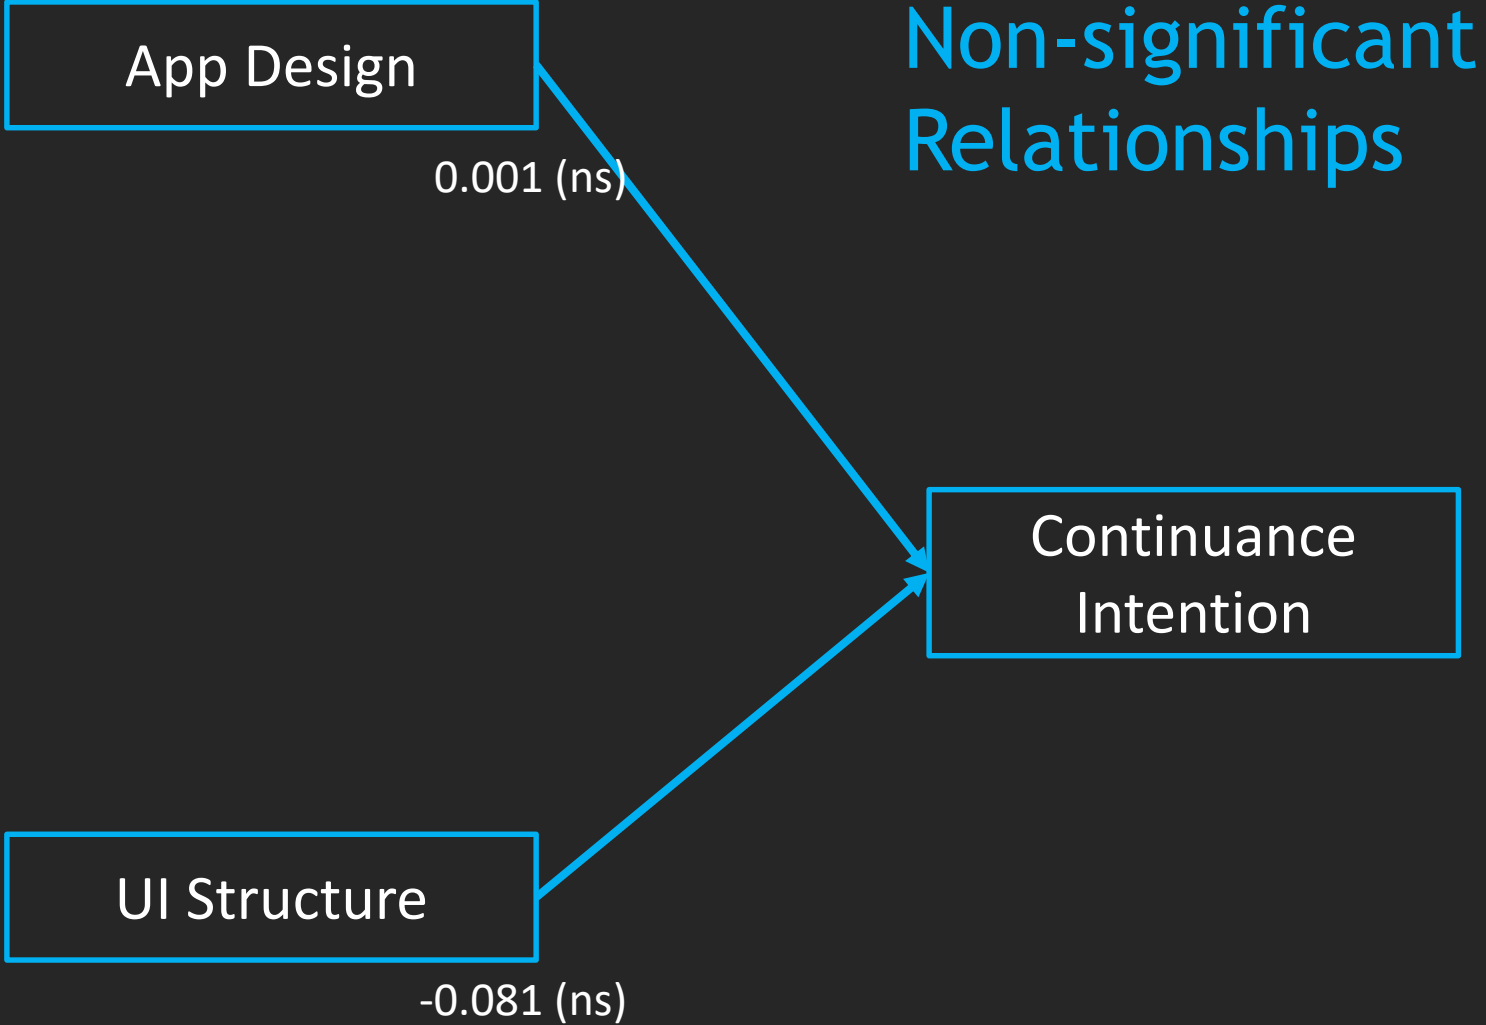 Non-significant
Relationships
App Design
0.001 (ns)
Continuance
Intention
UI Structure
-0.081 (ns)